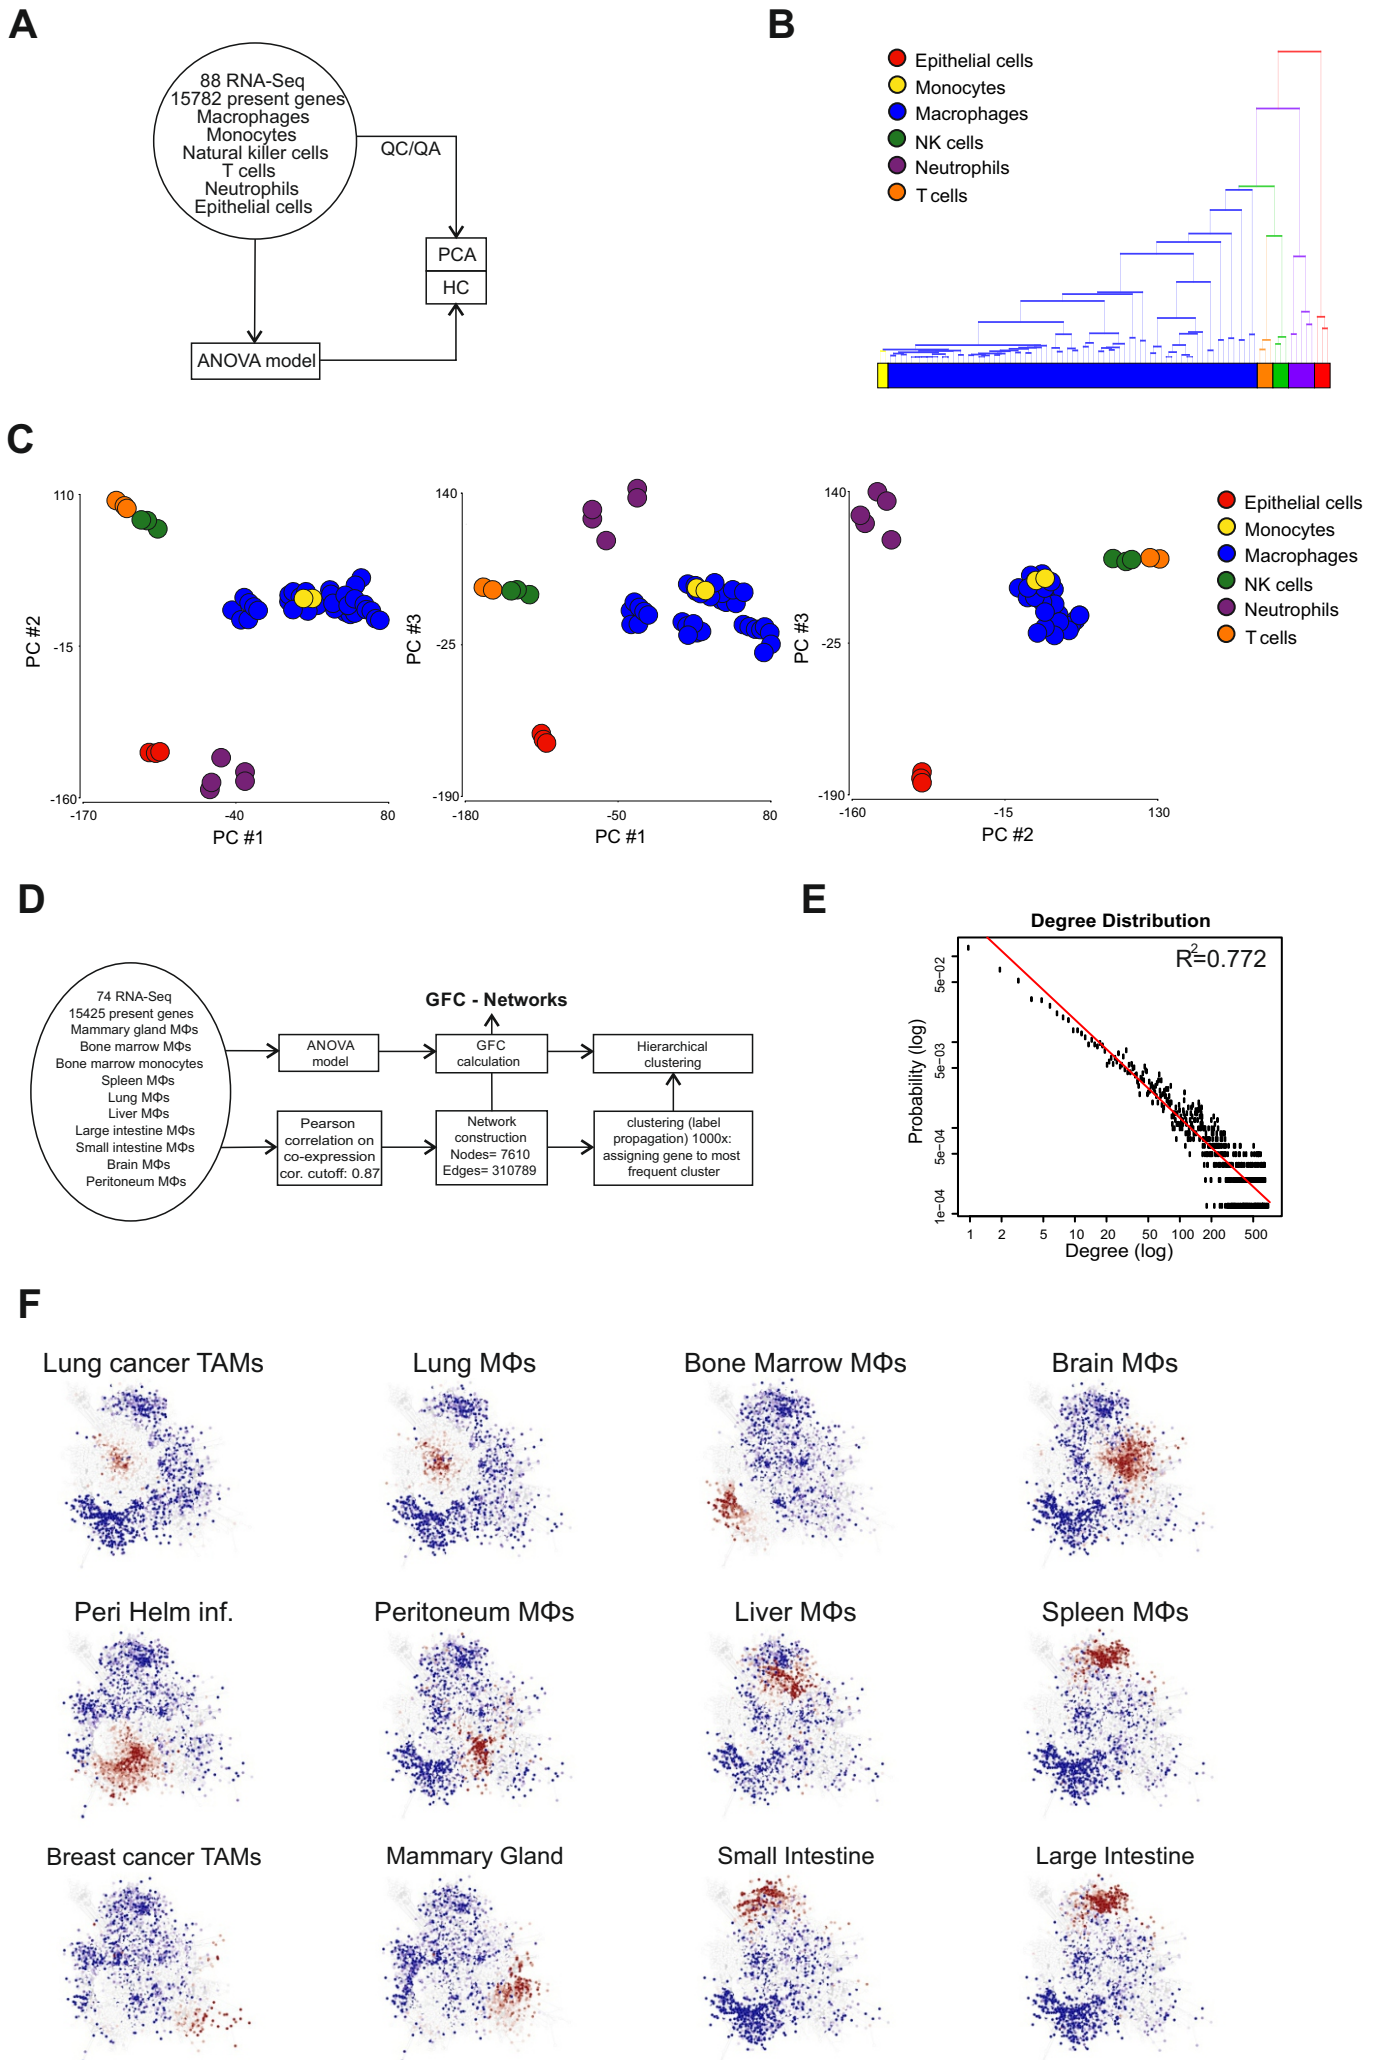 A
88 RNA-Seq
15782 present genes
Macrophages
Monocytes
Natural killer cells
T cells
Neutrophils
Epithelial cells
QC/QA
PCA
HC
ANOVA model
B
Epithelial cells
Monocytes
Macrophages
NK cells
Neutrophils
T cells
C
110
-15
-160
PC #2
-170
-40
80
PC #1
140
-25
-190
PC #3
-180
-50
80
PC #1
140
-25
-190
PC #3
-160
-15
130
PC #2
Epithelial cells
Monocytes
Macrophages
NK cells
Neutrophils
T cells
D
74 RNA-Seq
15425 present genes
Mammary gland MΦs
Bone marrow MΦs
Bone marrow monocytes
Spleen MΦs
Lung MΦs
Liver MΦs
Large intestine MΦs
Small intestine MΦs
Brain MΦs
Peritoneum MΦs
ANOVA
model
GFC - Networks
GFC
calculation
Hierarchical
clustering
Pearson
correlation on
co-expression
cor. cutoff: 0.87
Network
construction
Nodes= 7610
Edges= 310789
clustering (label
propagation) 1000x:
assigning gene to most
frequent cluster
E
Degree Distribution
R²=0.772
Probability (log)
5e−02
5e−03
5e−04
1e−04
1 2 5 10 20 50 100 200 500
Degree (log)
F
Lung cancer TAMs
Lung MΦs
Bone Marrow MΦs
Brain MΦs
Peri Helm inf.
Peritoneum MΦs
Liver MΦs
Spleen MΦs
Breast cancer TAMs
Mammary Gland
Small Intestine
Large Intestine